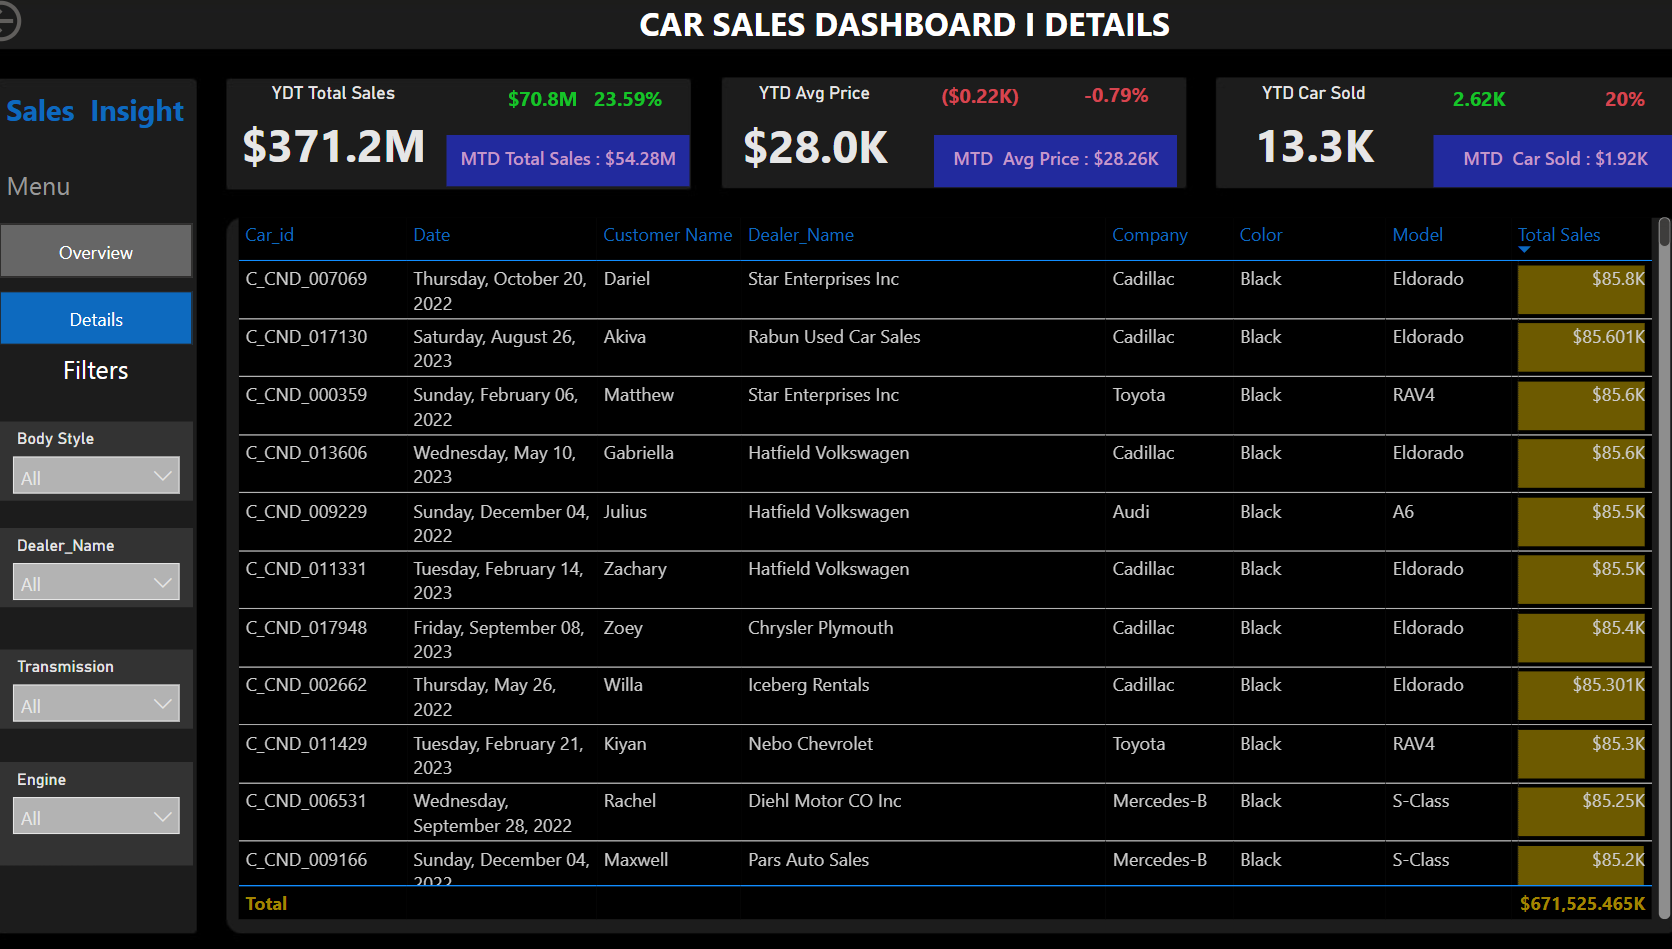 CAR SALES DASHBOARD I DETAILS
Sales Insight
Menu
Overview
Details
Filters
Body Style
All
Dealer_Name
All
Transmission
All
Engine
All
YDT Total Sales
$70.8M 23.59%
$371.2M
MTD Total Sales : $54.28M
YTD Avg Price
($0.22K) -0.79%
$28.0K
MTD Avg Price : $28.26K
YTD Car Sold
2.62K 20%
13.3K
MTD Car Sold : $1.92K
Car_id Date Customer Name Dealer_Name Company Color Model Total Sales
C_CND_007069 Thursday, October 20, Dariel Star Enterprises Inc Cadillac Black Eldorado $85.8K
2022
C_CND_017130 Saturday, August 26, Akiva Rabun Used Car Sales Cadillac Black Eldorado $85.601K
2023
C_CND_000359 Sunday, February 06, Matthew Star Enterprises Inc Toyota Black RAV4 $85.6K
2022
C_CND_013606 Wednesday, May 10, Gabriella Hatfield Volkswagen Cadillac Black Eldorado $85.6K
2023
C_CND_009229 Sunday, December 04, Julius Hatfield Volkswagen Audi Black A6 $85.5K
2022
C_CND_011331 Tuesday, February 14, Zachary Hatfield Volkswagen Cadillac Black Eldorado $85.5K
2023
C_CND_017948 Friday, September 08, Zoey Chrysler Plymouth Cadillac Black Eldorado $85.4K
2023
C_CND_002662 Thursday, May 26, Willa Iceberg Rentals Cadillac Black Eldorado $85.301K
2022
C_CND_011429 Tuesday, February 21, Kiyan Nebo Chevrolet Toyota Black RAV4 $85.3K
2023
C_CND_006531 Wednesday, Rachel Diehl Motor CO Inc Mercedes-B Black S-Class $85.25K
September 28, 2022
C_CND_009166 Sunday, December 04, Maxwell Pars Auto Sales Mercedes-B Black S-Class $85.2K
2022
Total $671,525.465K